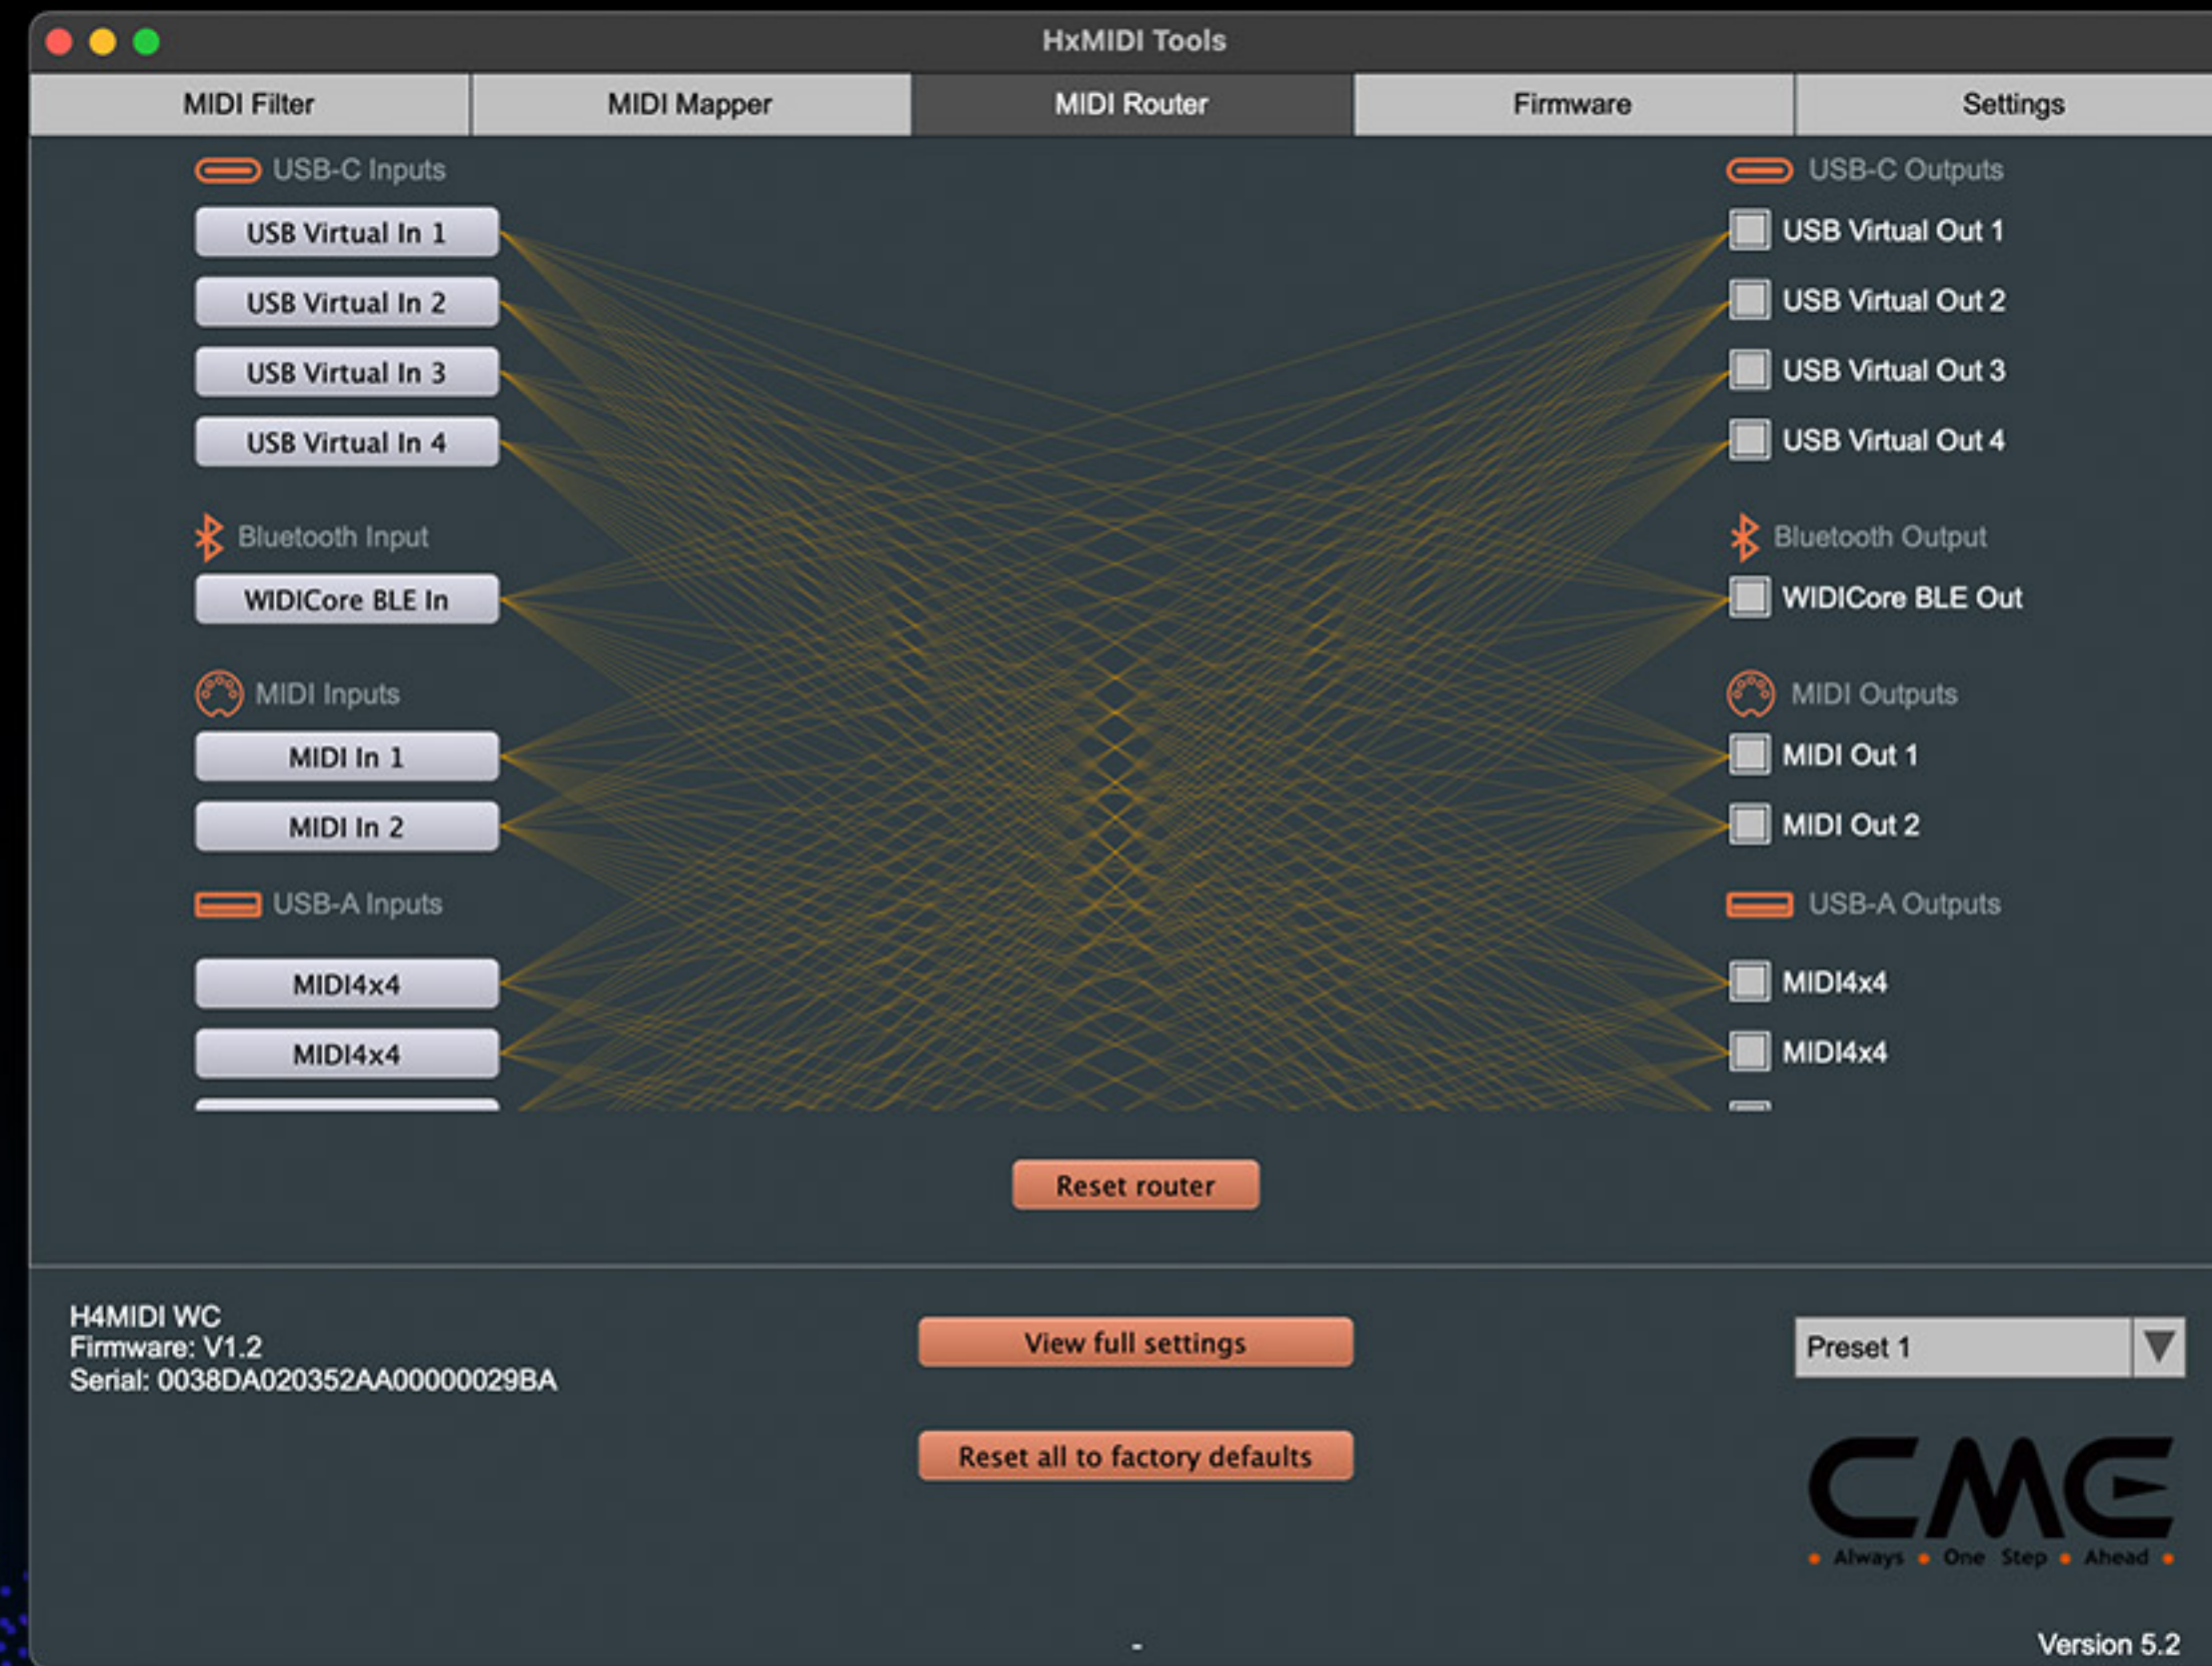 HxMIDI Tools
MIDI Filter
MIDI Mapper
MIDI Router
Firmware
Settings
USB-C Inputs
USB Virtual In 1
USB Virtual In 2
USB Virtual In 3
USB Virtual In 4
Bluetooth Input
WIDICore BLE In
MIDI Inputs
MIDI In 1
MIDI In 2
USB-A Inputs
MIDI4x4
MIDI4x4
USB-C Outputs
USB Virtual Out 1
USB Virtual Out 2
USB Virtual Out 3
USB Virtual Out 4
Bluetooth Output
WIDICore BLE Out
MIDI Outputs
MIDI Out 1
MIDI Out 2
USB-A Outputs
MIDI4x4
MIDI4x4
Reset router
H4MIDI WC
Firmware: V1.2
Serial: 0038DA020352AA00000029BA
View full settings
Reset all to factory defaults
Preset 1
CME
• Always • One Step • Ahead •
-
Version 5.2